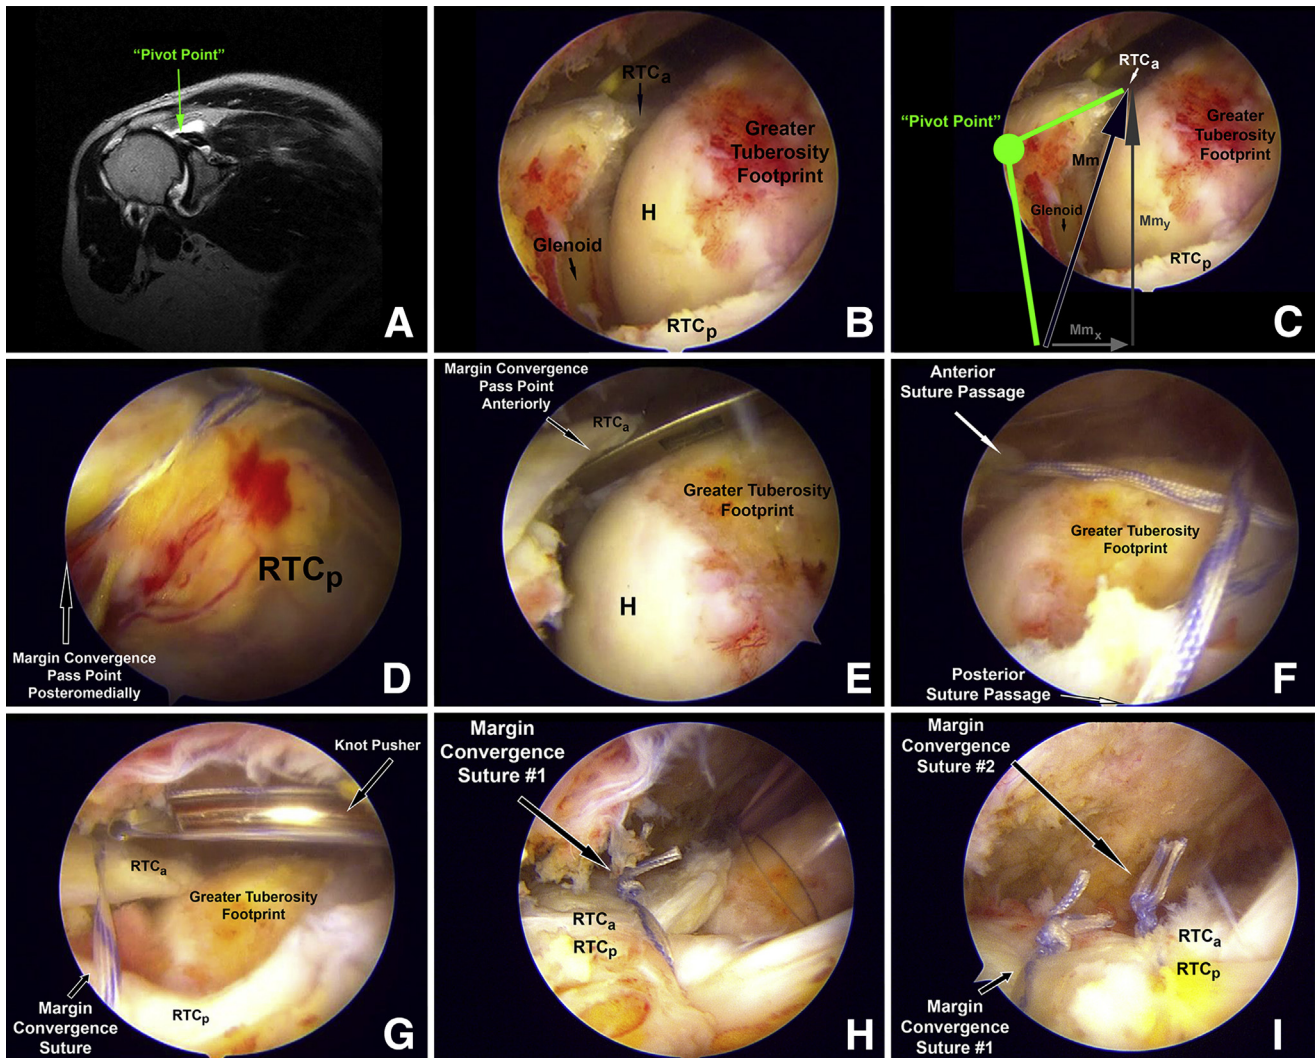 “Pivot Point”
A
RTCa
Greater
Tuberosity
Footprint
H
Glenoid
RTCp
B
RTCa
“Pivot Point”
Greater
Tuberosity
Footprint
Mm
Glenoid
Mmy
RTCp
Mmx
C
RTCp
Margin Convergence
Pass Point
Posteromedially
D
Margin Convergence
Pass Point
Anteriorly
RTCa
Greater Tuberosity
Footprint
H
E
Anterior
Suture Passage
Greater Tuberosity
Footprint
Posterior
Suture Passage
F
Knot Pusher
RTCa
Greater Tuberosity
Footprint
RTCp
Margin
Convergence
Suture
G
Margin
Convergence
Suture #1
RTCa
RTCp
H
Margin
Convergence
Suture #2
RTCa
RTCp
Margin
Convergence
Suture #1
I